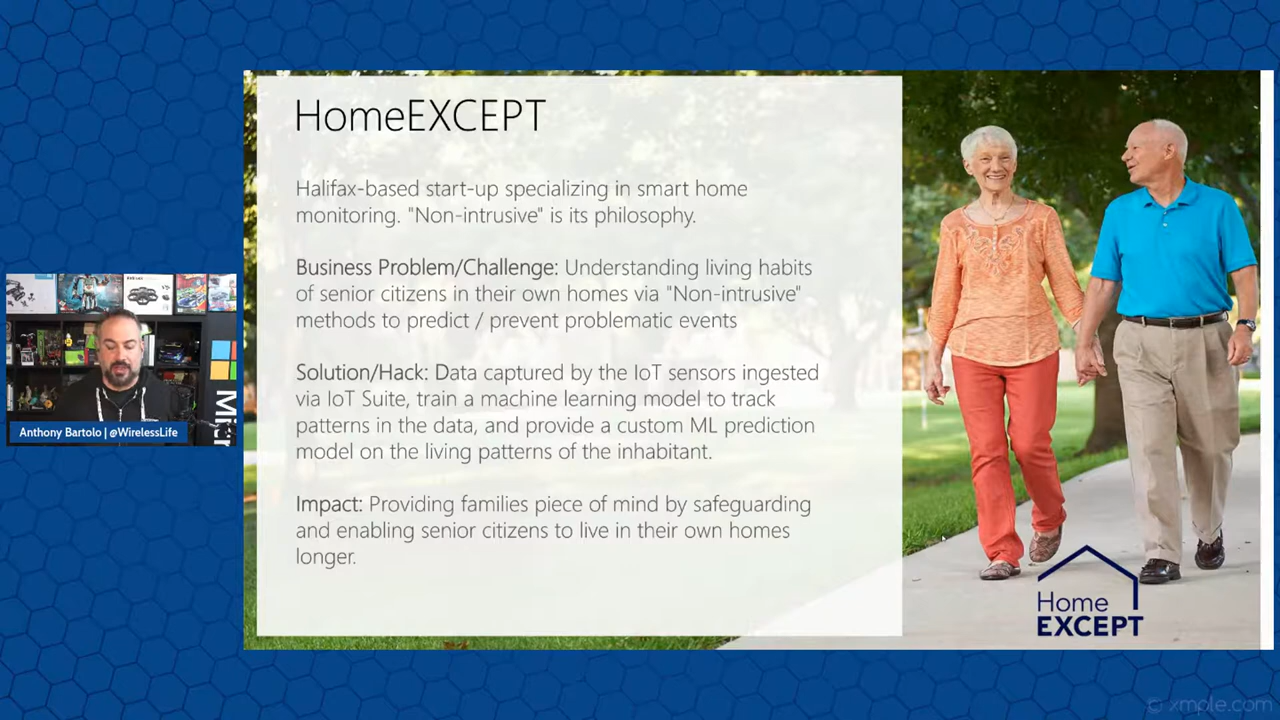 HomeEXCEPT
Halifax-based start-up specializing in smart home
monitoring. "Non-intrusive" is its philosophy.
Business Problem/Challenge: Understanding living habits
of senior citizens in their own homes via "Non-intrusive"
methods to predict / prevent problematic events
Solution/Hack: Data captured by the IoT sensors ingested
via IoT Suite, train a machine learning model to track
patterns in the data, and provide a custom ML prediction
model on the living patterns of the inhabitant.
Impact: Providing families piece of mind by safeguarding
and enabling senior citizens to live in their own homes
longer.
Anthony Bartolo | @WirelessLife
Home
EXCEPT
© xmple.com